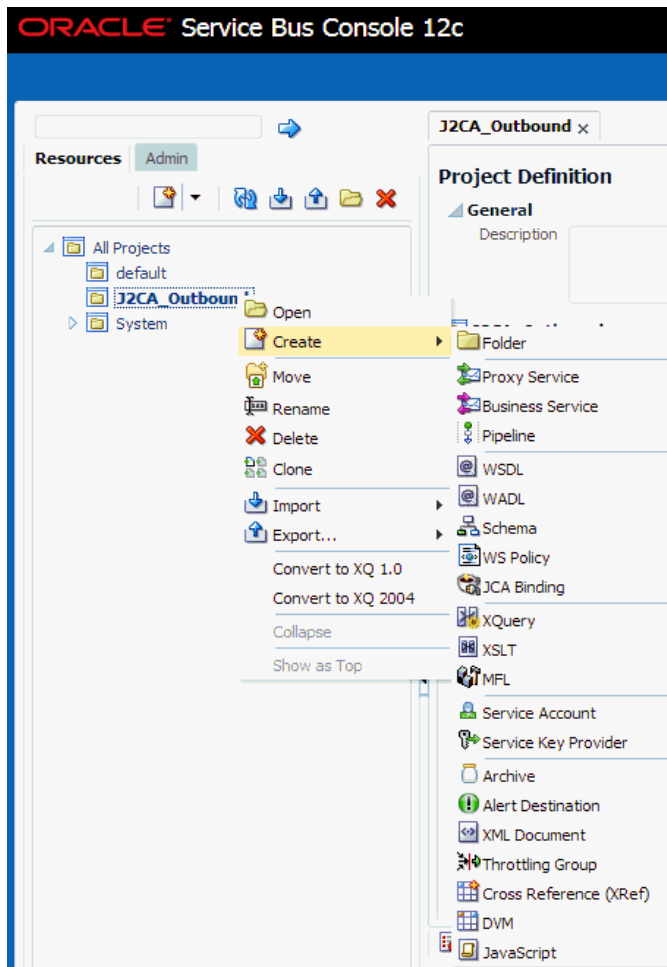 ORACLE Service Bus Console 12c
J2CA_Outbound ×
Resources Admin
Project Definition
General
Description
All Projects
default
J2CA_Outboun
System
Open
Create
Move
Rename
Delete
Clone
Import
Export...
Convert to XQ 1.0
Convert to XQ 2004
Collapse
Show as Top
Folder
Proxy Service
Business Service
Pipeline
WSDL
WADL
Schema
WS Policy
JCA Binding
XQuery
XSLT
MFL
Service Account
Service Key Provider
Archive
Alert Destination
XML Document
Throttling Group
Cross Reference (XRef)
DVM
JavaScript